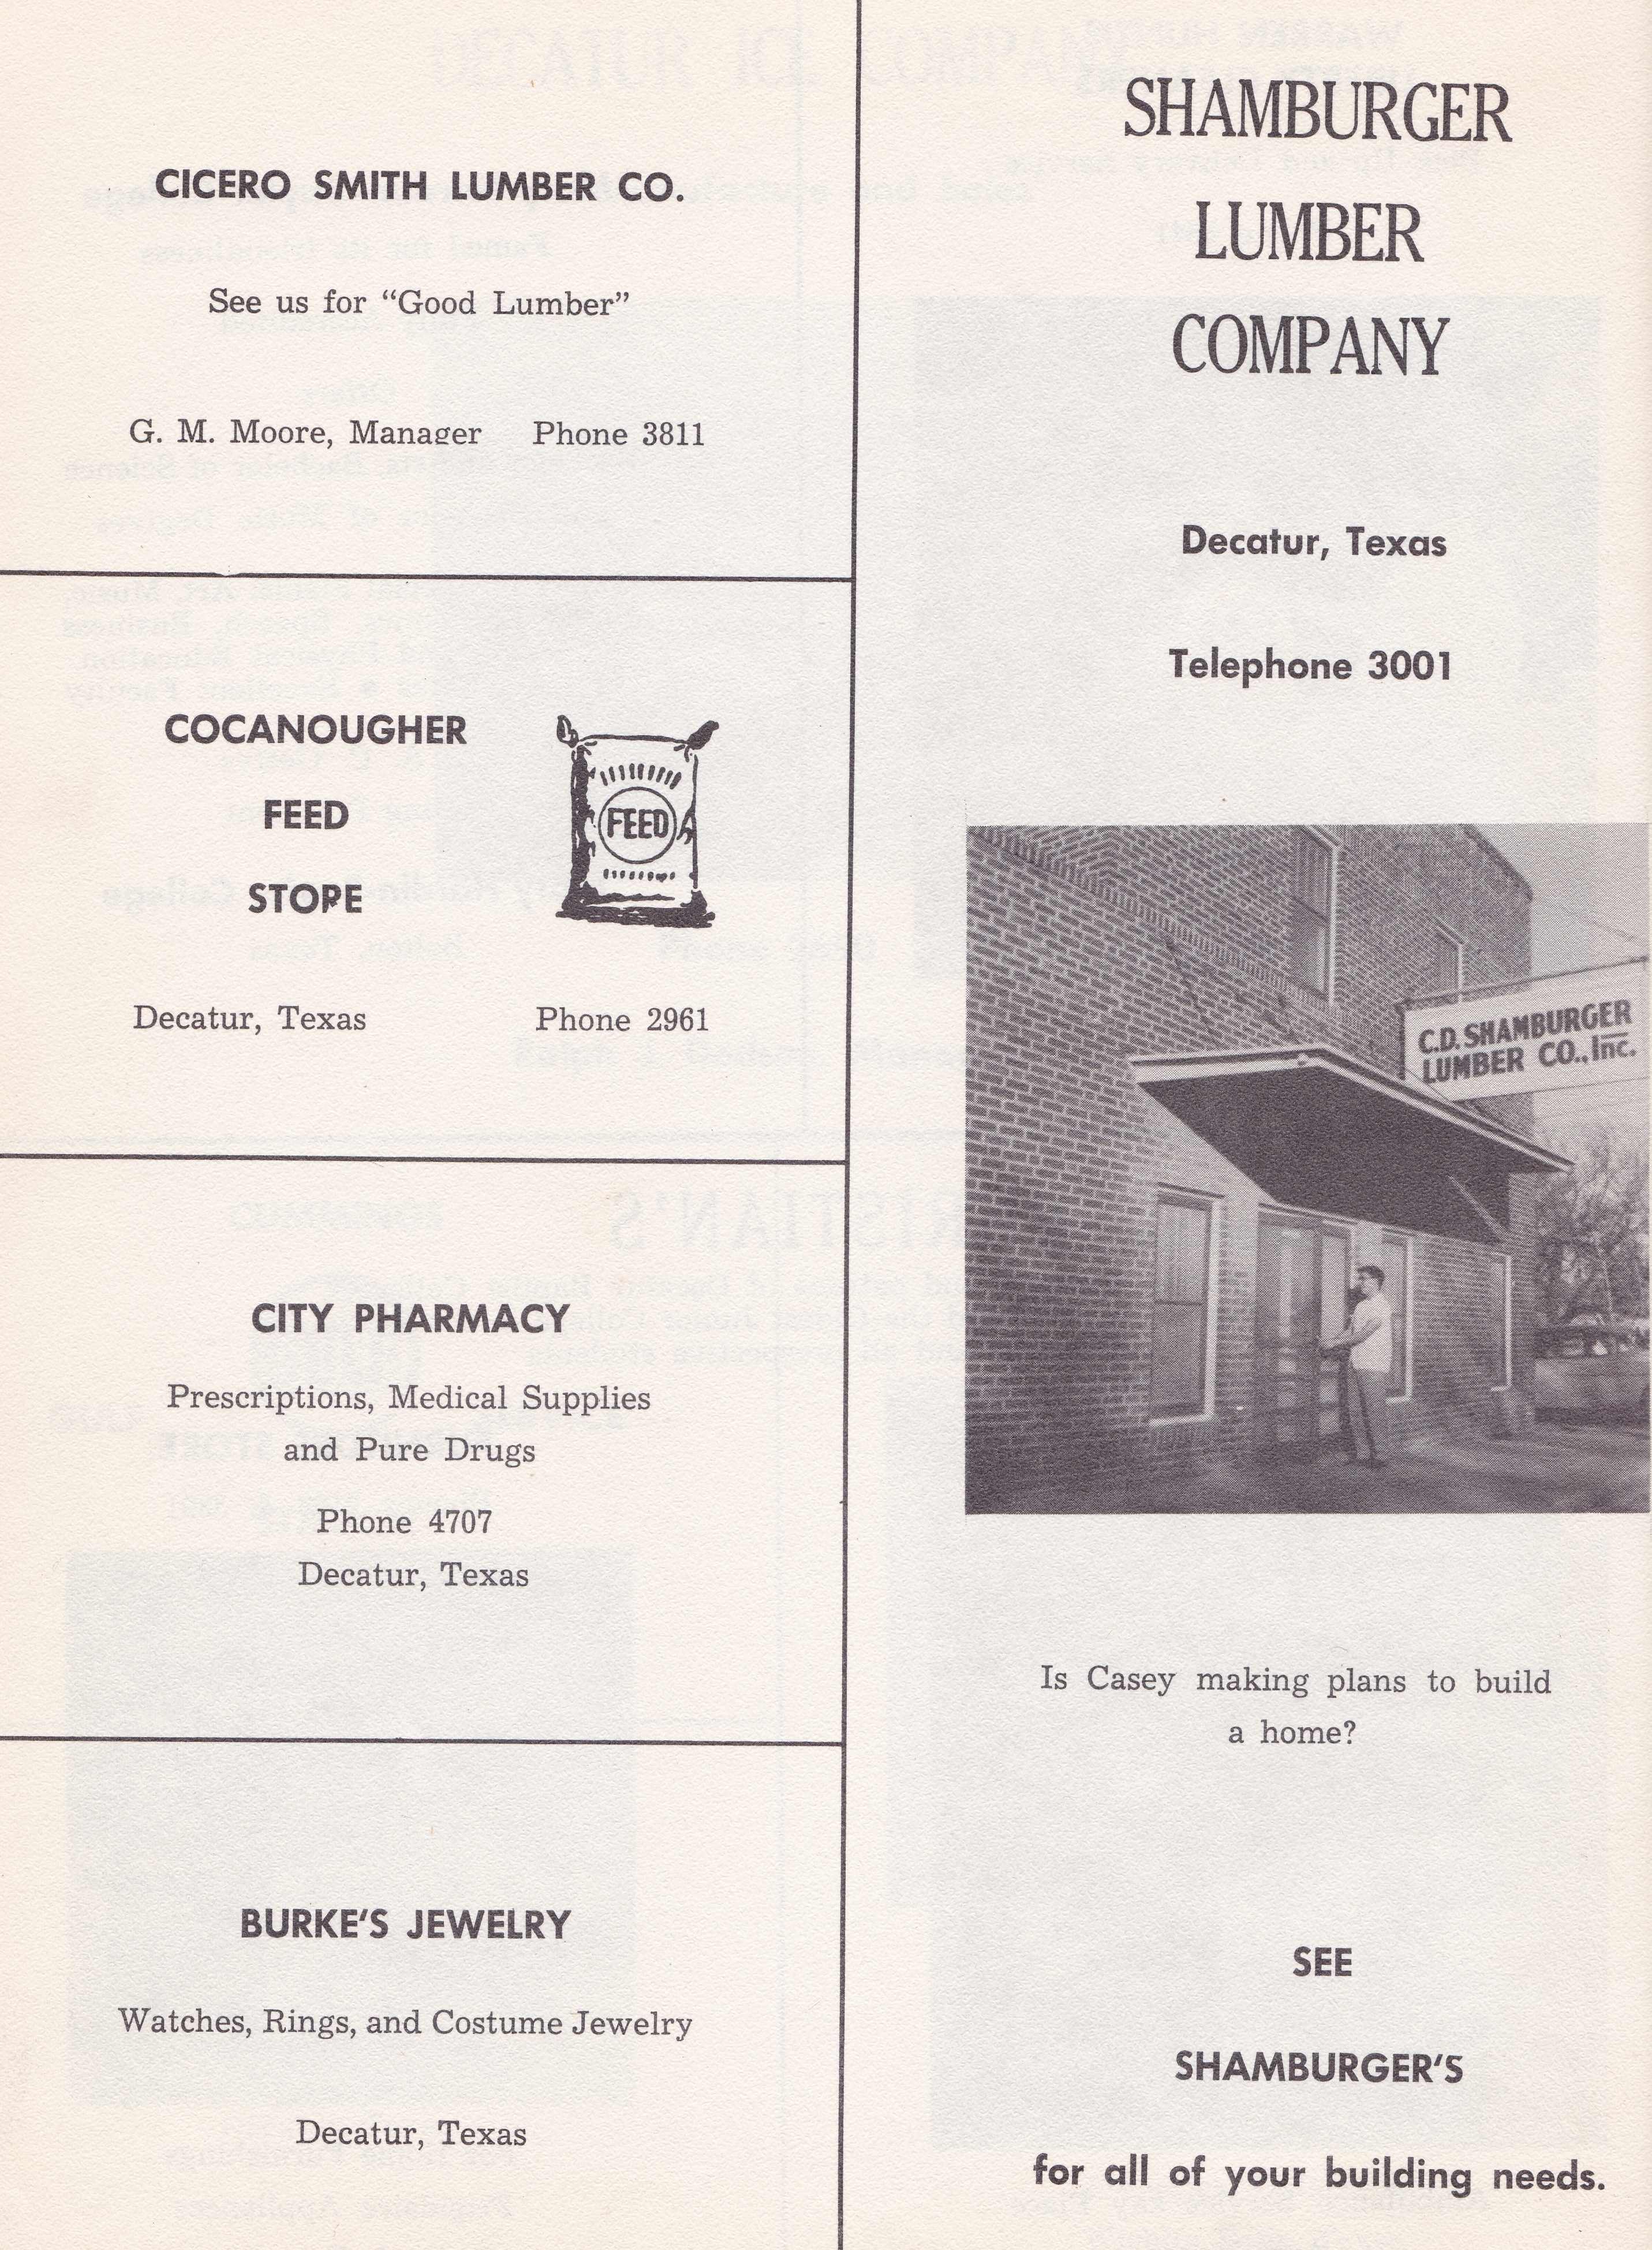 CICERO SMITH LUMBER CO.
See us for “Good Lumber”
G. M. Moore, Manager Phone 3811
COCANOUGHER
FEED
STOPE
FEED
Decatur, Texas Phone 2961
CITY PHARMACY
Prescriptions, Medical Supplies
and Pure Drugs
Phone 4707
Decatur, Texas
BURKE'S JEWELRY
Watches, Rings, and Costume Jewelry
Decatur, Texas
SHAMBURGER
LUMBER
COMPANY
Decatur, Texas
Telephone 3001
C.D. SHAMBURGER
LUMBER CO., Inc.
Is Casey making plans to build
a home?
SEE
SHAMBURGER'S
for all of your building needs.